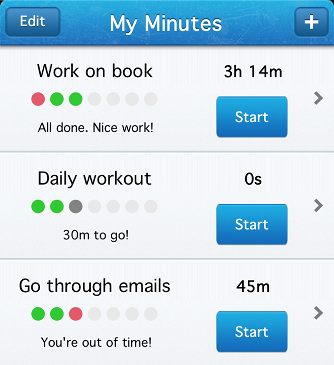 Edit
My Minutes
+
Work on book
3h 14m
Start
All done. Nice work!
Daily workout
0s
Start
30m to go!
Go through emails
45m
Start
You're out of time!